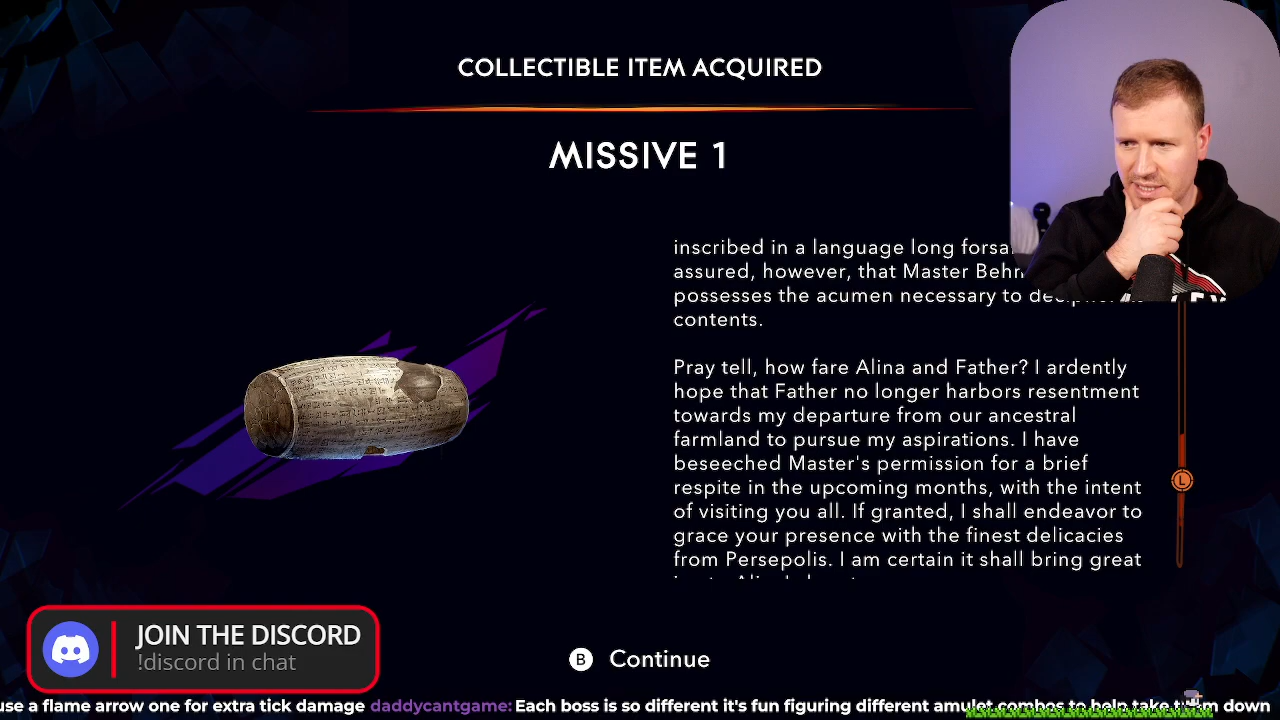 COLLECTIBLE ITEM ACQUIRED
MISSIVE 1
inscribed in a language long
assured, however, that Master
possesses the acumen necessary to
contents.
Pray tell, how fare Alina and Father? I ardently
hope that Father no longer harbors resentment
towards my departure from our ancestral
farmland to pursue my aspirations. I have
beseeched Master's permission for a brief
respite in the upcoming months, with the intent
of visiting you all. If granted, I shall endeavor to
grace your presence with the finest delicacies
from Persepolis. I am certain it shall bring great
L
JOIN THE DISCORD
!discord in chat
B Continue
use a flame arrow one for extra tick damage daddycantgame: Each boss is so different it's fun figuring different amulet combos to help take them down